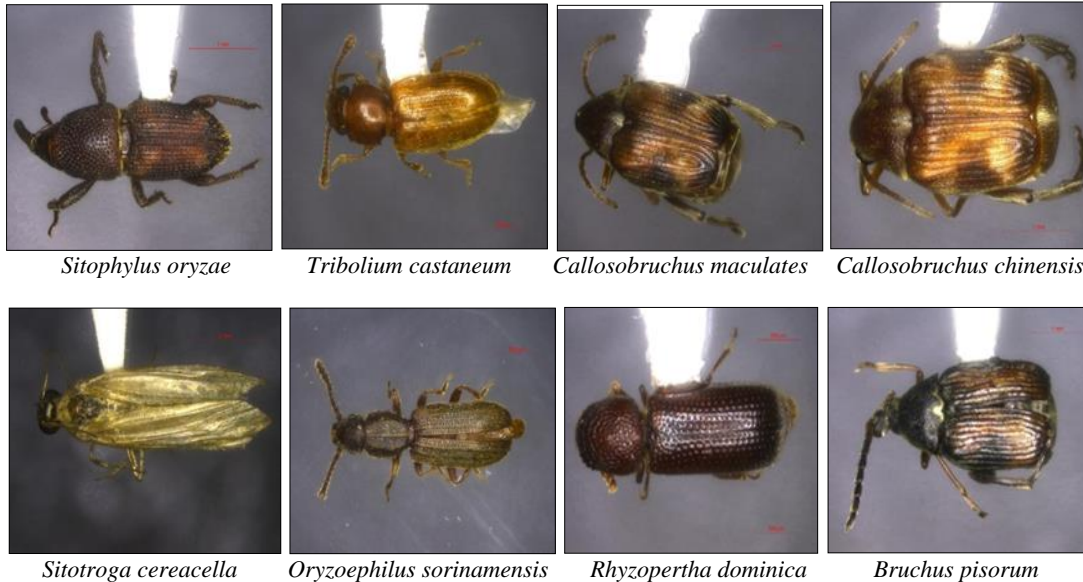 Sitophylus oryzae
Tribolium castaneum
Callosobruchus maculates
Callosobruchus chinensis
Sitotroga cereacella
Oryzoephilus sorinamensis
Rhyzopertha dominica
Bruchus pisorum